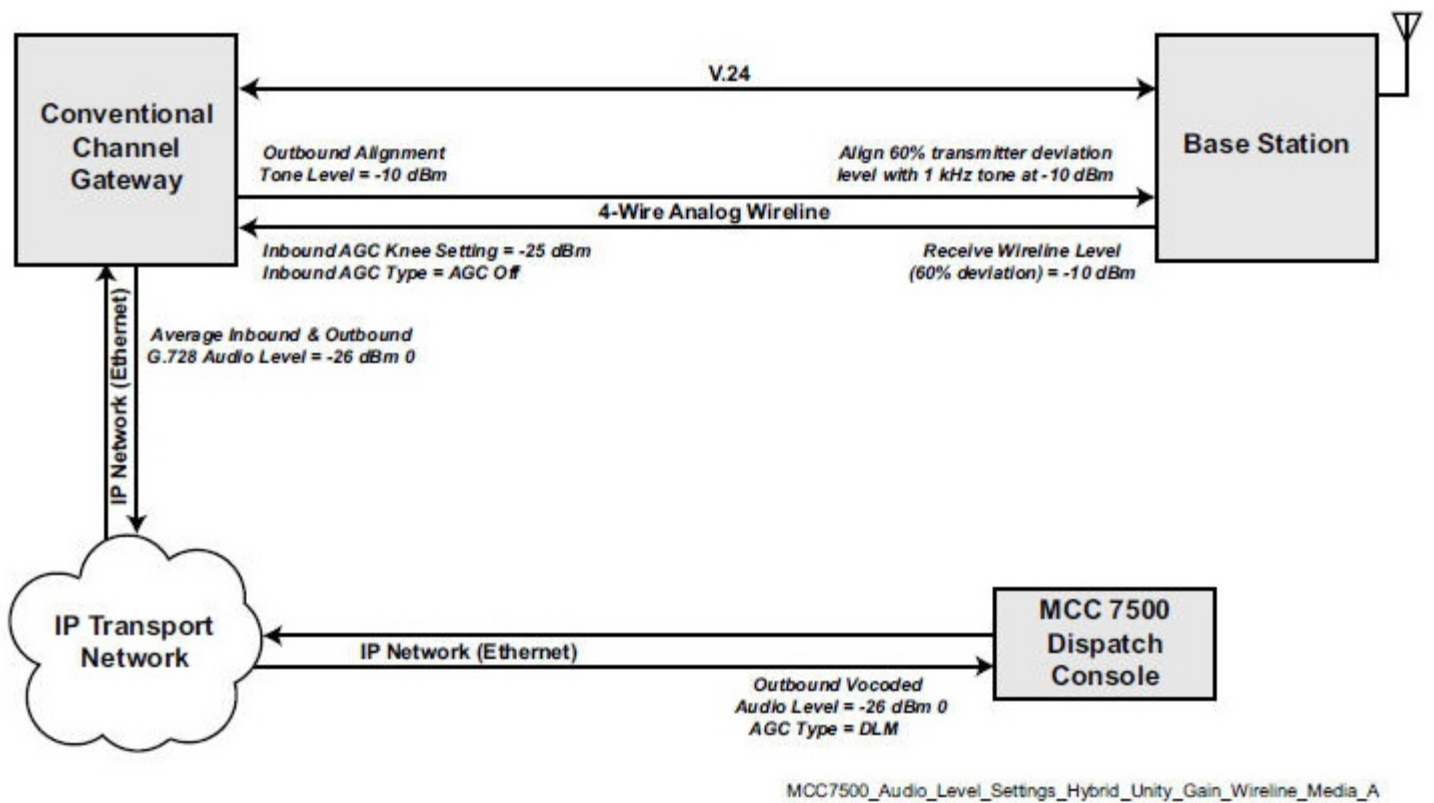 Conventional
Channel
Gateway
V.24
Base Station
Outbound Alignment
Tone Level = -10 dBm
Align 60% transmitter deviation
level with 1 kHz tone at -10 dBm
4-Wire Analog Wireline
Inbound AGC Knee Setting = -25 dBm
Inbound AGC Type = AGC Off
Receive Wireline Level
(60% deviation) = -10 dBm
IP Network (Ethernet)
Average Inbound & Outbound
G.728 Audio Level = -26 dBm 0
IP Transport
Network
IP Network (Ethernet)
MCC 7500
Dispatch
Console
Outbound Vocoded
Audio Level = -26 dBm 0
AGC Type = DLM
MCC7500_Audio_Level_Settings_Hybrid_Unity_Gain_Wireline_Media_A